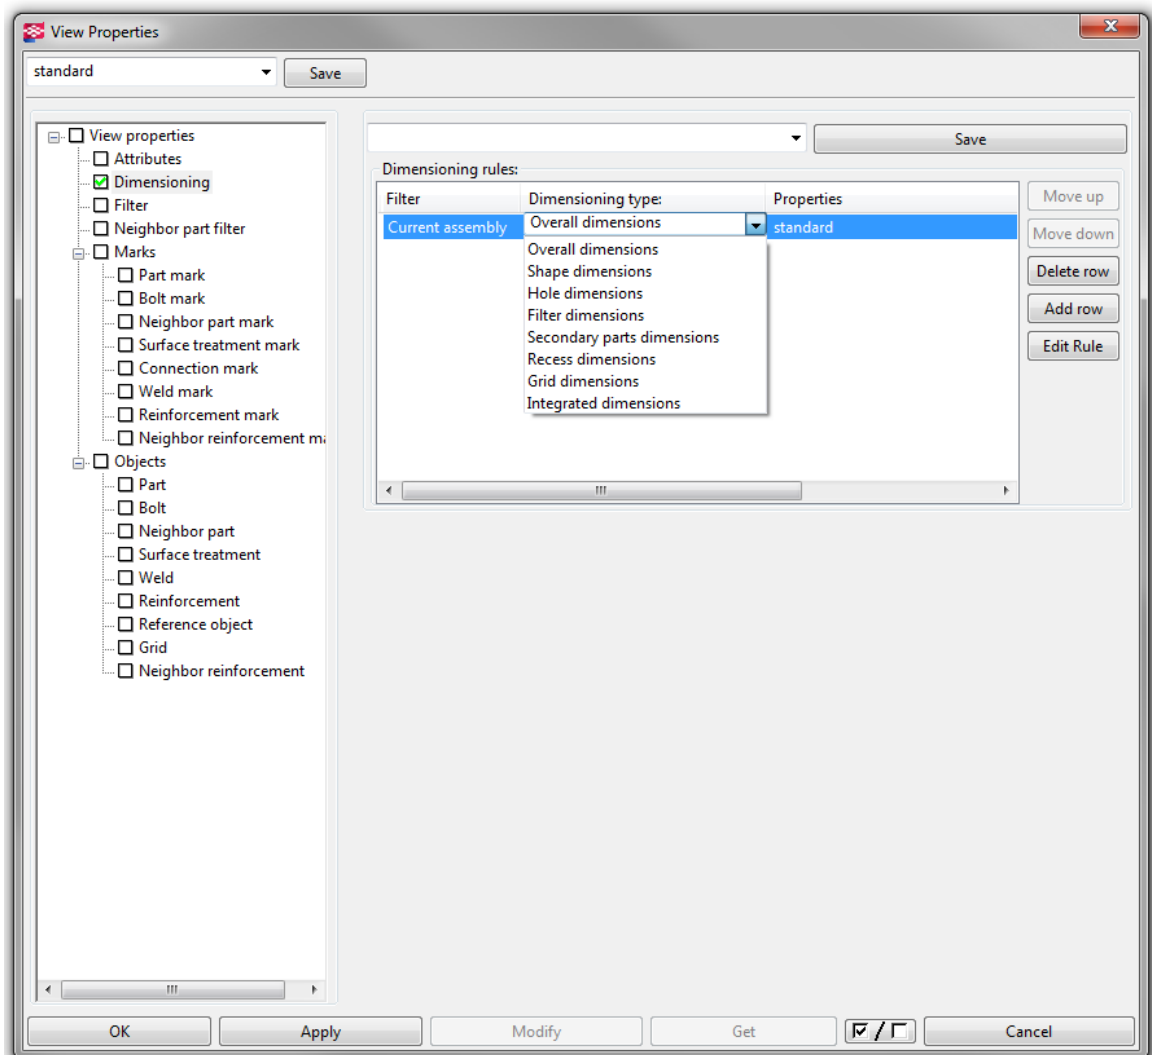 View Properties
standard
Save
View properties
Attributes
Dimensioning
Filter
Neighbor part filter
Marks
Part mark
Bolt mark
Neighbor part mark
Surface treatment mark
Connection mark
Weld mark
Reinforcement mark
Neighbor reinforcement ma
Objects
Part
Bolt
Neighbor part
Surface treatment
Weld
Reinforcement
Reference object
Grid
Neighbor reinforcement
Save
Dimensioning rules:
Filter Dimensioning type: Properties
Current assembly Overall dimensions standard
Overall dimensions
Shape dimensions
Hole dimensions
Filter dimensions
Secondary parts dimensions
Recess dimensions
Grid dimensions
Integrated dimensions
Move up
Move down
Delete row
Add row
Edit Rule
OK Apply Modify Get / Cancel